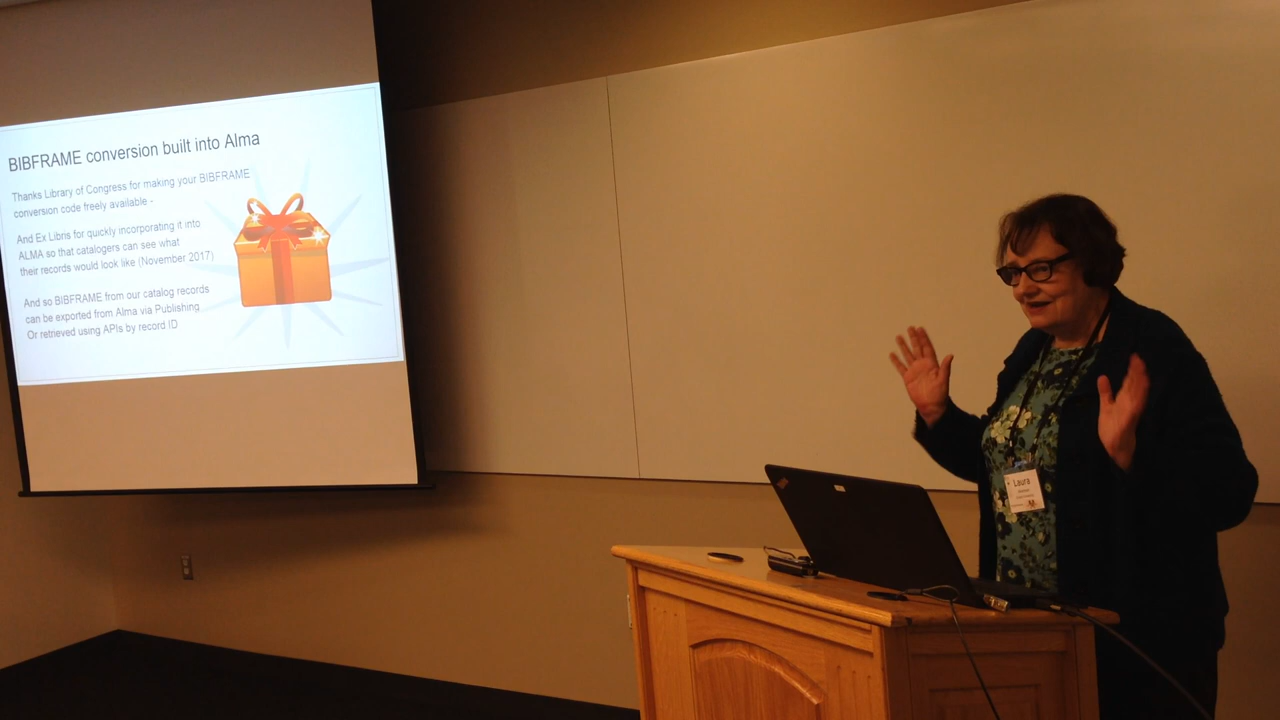 BIBFRAME conversion built into Alma
Thanks Library of Congress for making your BIBFRAME
conversion code freely available -
And Ex Libris for quickly incorporating it into
ALMA so that catalogers can see what
their records would look like (November 2017)
And so BIBFRAME from our catalog records
can be exported from Alma via Publishing
Or retrieved using APIs by record ID
Laura